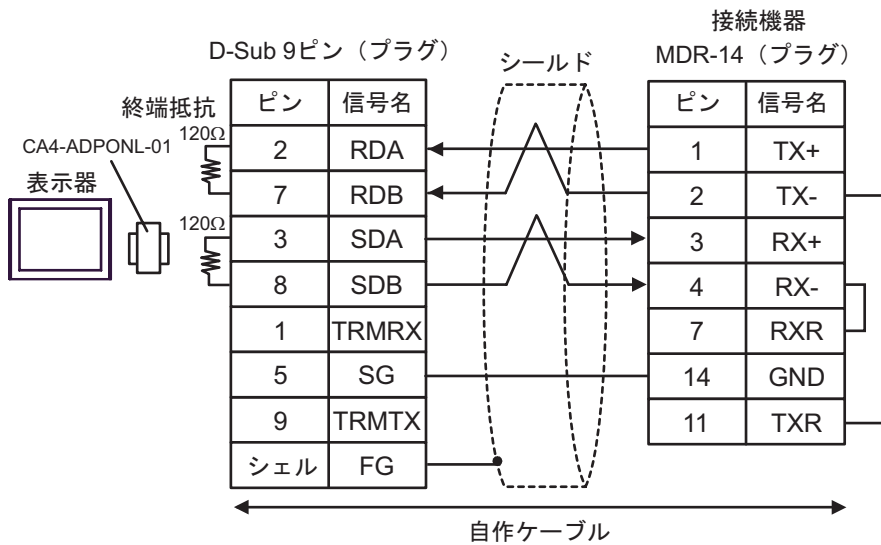 接続機器
D-Sub 9ピン（プラグ）
シールド
MDR-14（プラグ）
終端抵抗
ピン 信号名
ピン 信号名
CA4-ADPONL-01
表示器
120Ω
120Ω
2 RDA
7 RDB
3 SDA
8 SDB
1 TRMRX
5 SG
9 TRMTX
シェル FG
1 TX+
2 TX-
3 RX+
4 RX-
7 RXR
14 GND
11 TXR
自作ケーブル